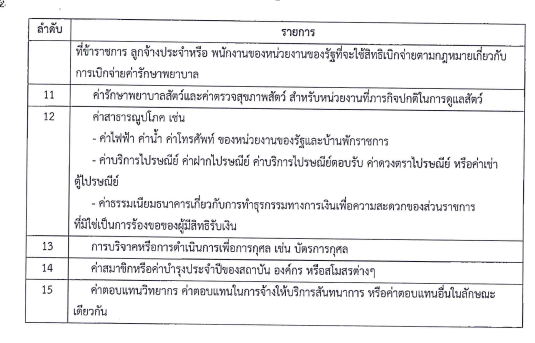 ลำดับ
รายการ
ที่ข้าราชการ ลูกจ้างประจำหรือ พนักงานของหน่วยงานของรัฐที่จะใช้สิทธิเบิกจ่ายตามกฎหมายเกี่ยวกับ
การเบิกจ่ายค่ารักษาพยาบาล
11 ค่ารักษาพยาบาลสัตว์และค่าตรวจสุขภาพสัตว์ สำหรับหน่วยงานที่ภารกิจปกติในการดูแลสัตว์
12 ค่าสาธารณูปโภค เช่น
- ค่าไฟฟ้า ค่าน้ำ ค่าโทรศัพท์ ของหน่วยงานของรัฐและบ้านพักราชการ
- ค่าบริการไปรษณีย์ ค่าฝากไปรษณีย์ ค่าบริการไปรษณีย์ตอบรับ ค่าดวงตราไปรษณีย์ หรือค่าเช่า
ตู้ไปรษณีย์
- ค่าธรรมเนียมธนาคารเกี่ยวกับการทำธุรกรรมทางการเงินเพื่อความสะดวกของส่วนราชการ
ที่มิใช่เป็นการร้องขอของผู้มีสิทธิรับเงิน
13 การบริจาคหรือการดำเนินการเพื่อการกุศล เช่น บัตรการกุศล
14 ค่าสมาชิกหรือค่าบำรุงประจำปีของสถาบัน องค์กร หรือสโมสรต่างๆ
15 ค่าตอบแทนวิทยากร ค่าตอบแทนในการจ้างให้บริการสันทนาการ หรือค่าตอบแทนอื่นในลักษณะ
เดียวกัน